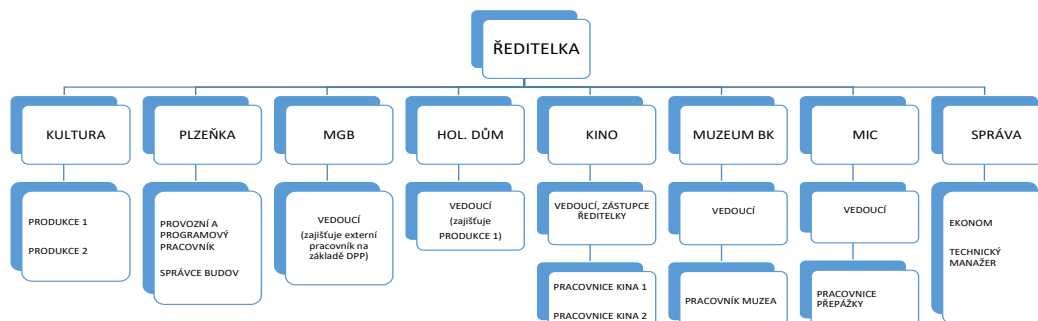 ŘEDITELKA
KULTURA
PLZEŇKA
MGB
HOL. DŮM
KINO
MUZEUM BK
MIC
SPRÁVA
PRODUKCE 1
PRODUKCE 2
PROVOZNÍ A
PROGRAMOVÝ
PRACOVNÍK
SPRÁVCE BUDOV
VEDOUCÍ
(zajišťuje externí
pracovník na
základě DPP)
VEDOUCÍ
(zajišťuje
PRODUKCE 1)
VEDOUCÍ, ZÁSTUPCE
ŘEDITELKY
PRACOVNICE KINA 1
PRACOVNICE KINA 2
VEDOUCÍ
PRACOVNÍK MUZEA
VEDOUCÍ
PRACOVNICE
PŘEPÁŽKY
EKONOM
TECHNICKÝ
MANAŽER